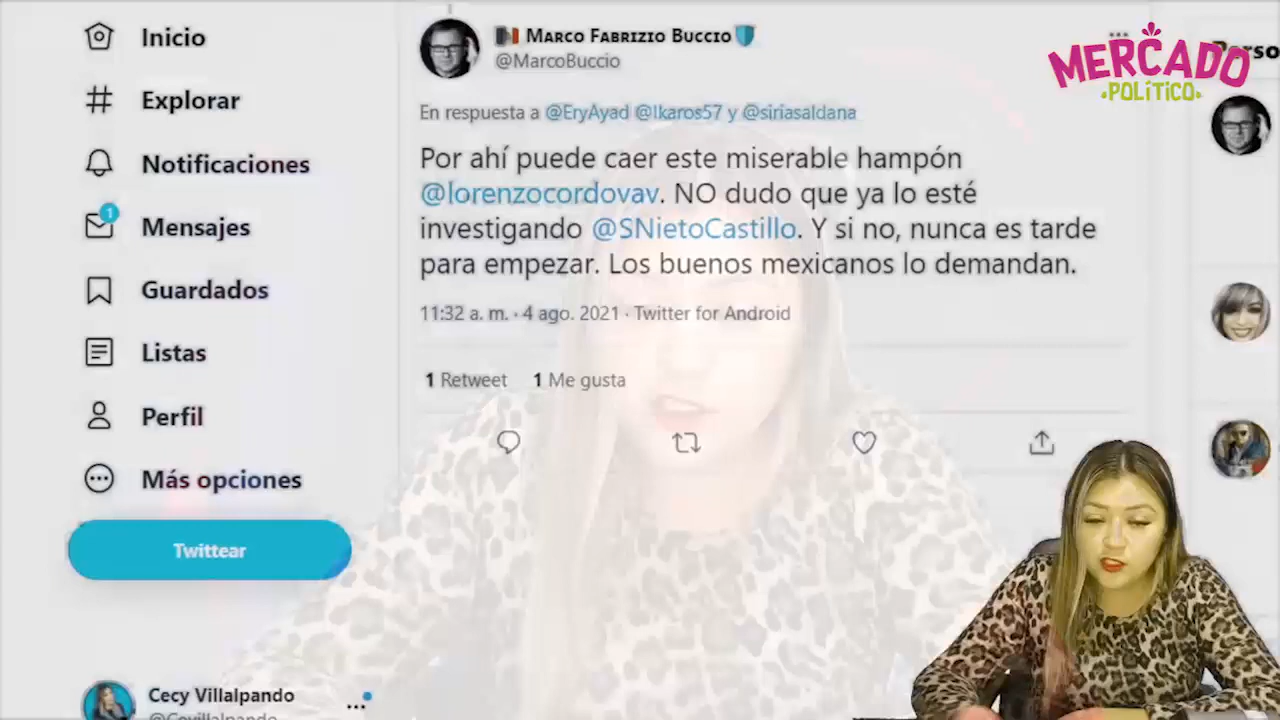 Inicio
Explorar
Notificaciones
1
Mensajes
Guardados
Listas
Perfil
Más opciones
Twittear
Cecy Villalpando
MARCO FABRIZIO BUCCIO
@MarcoBuccio
En respuesta a @EryAyad @Ikaros57 y @siriasaldana
Por ahí puede caer este miserable hampón
@lorenzocordovav. NO dudo que ya lo esté
investigando @SNietoCastillo. Y si no, nunca es tarde
para empezar. Los buenos mexicanos lo demandan.
11:32 a. m. · 4 ago. 2021 · Twitter for Android
1 Retweet 1 Me gusta
MERCADO
POLÍTICO